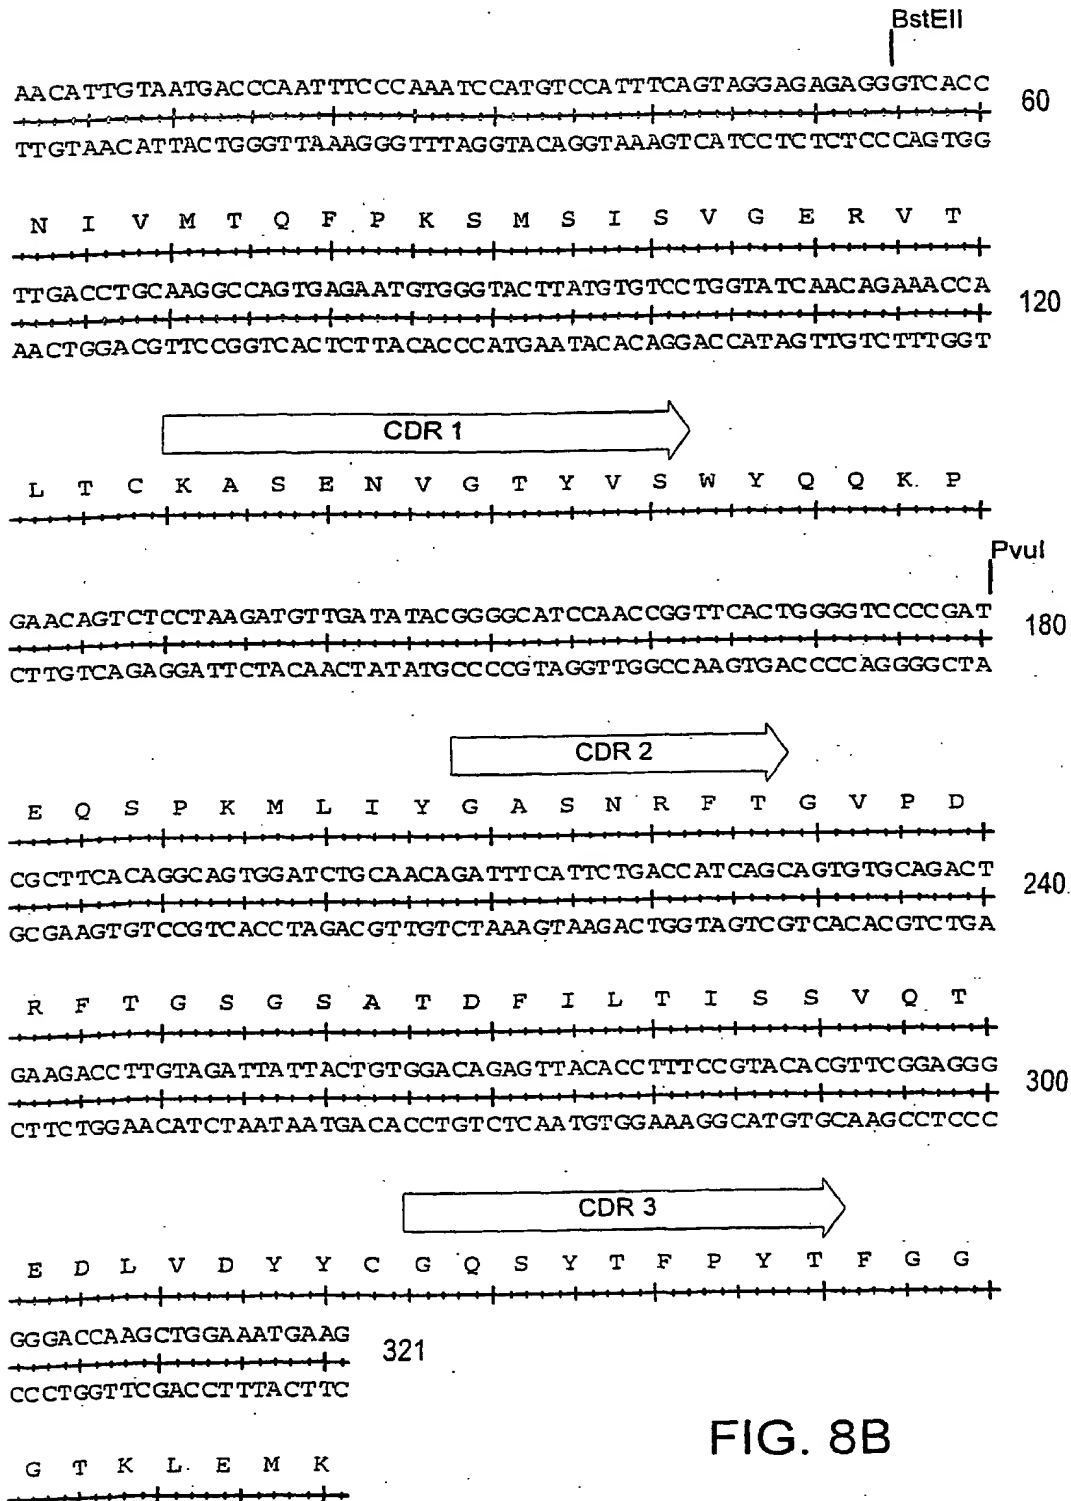 BstEII
AACATTGTAATGACCCAATTTCCCAAATCCATGTCCATTTCAGTAGGAGAGAGGGTCACC
60
TTGTAACATTACTGGGTTAAAGGGTTTAGGTACAGGTAAAGTCATCCTCTCTCCCAGTGG
N I V M T Q F P K S M S I S V G E R V T
TTGACCTGCAAGGCCAGTGAGAATGTGGGTACTTATGTGTCCTGGTATCAACAGAAACCA
120
AACTGGACGTTCCGGTCACTCTTACACCCATGAATACACAGGACCATAGTTGTCTTTGGT
CDR 1
L T C K A S E N V G T Y V S W Y Q Q K P
PvuI
GAACAGTCTCCTAAGATGTTGATATACGGGGCATCCAACCGGTTCACTGGGGTCCCCGAT
180
CTTGTCAGAGGATTCTACAACTATATGCCCCGTAGGTTGGCCAAGTGACCCCAGGGGCTA
CDR 2
E Q S P K M L I Y G A S N R F T G V P D
CGCTTCACAGGCAGTGGATCTGCAACAGATTTCATTCTGACCATCAGCAGTGTGCAGACT
240
GCGAAGTGTCCGTCACCTAGACGTTGTCTAAAGTAAGACTGGTAGTCGTCACACGTCTGA
R F T G S G S A T D F I L T I S S V Q T
GAAGACCTTGTAGATTATTACTGTGGACAGAGTTACACCTTTCCGTACACGTTCGGAGGG
300
CTTCTGGAACATCTAATAATGACACCTGTCTCAATGTGGAAAGGCATGTGCAAGCCTCCC
CDR 3
E D L V D Y Y C G Q S Y T F P Y T F G G
GGGACCAAGCTGGAAATGAAG
321
CCCTGGTTCGACCTTTACTTC
FIG. 8B
G T K L E M K